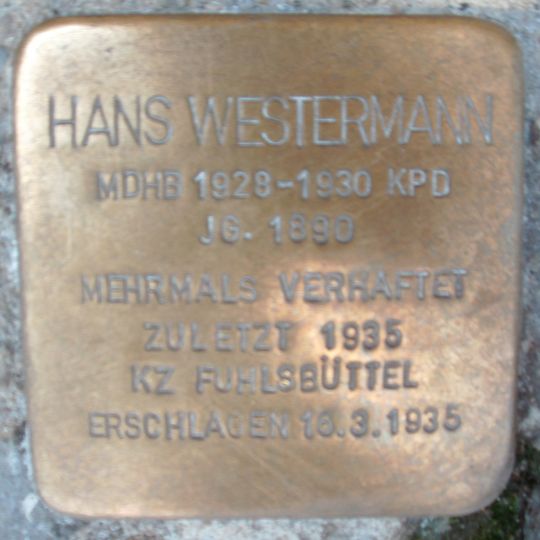 HANS WESTERMANN
MDHB 1928-1930 KPD
JG. 1890
MEHRMALS VERHAFTET
ZULETZT 1935
KZ FUHLSBÜTTEL
ERSCHLAGEN 16.3.1935